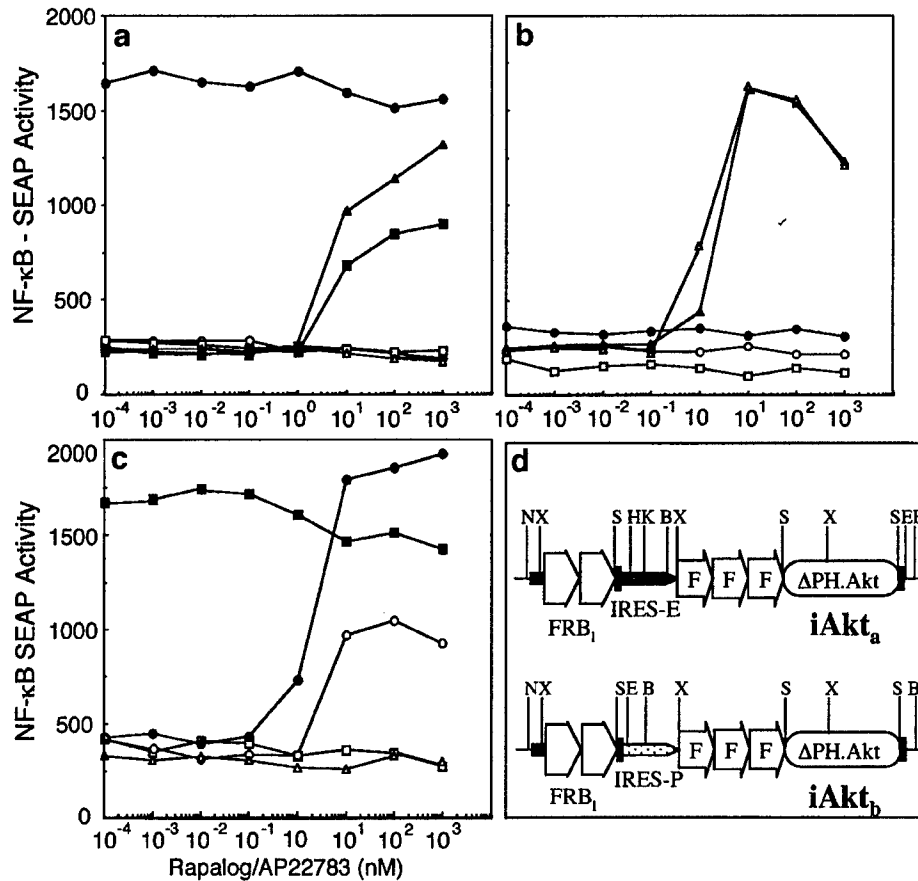 a
b
2000
1500
1000
500
0
NF-κB - SEAP Activity
10⁻⁴ 10⁻³ 10⁻² 10⁻¹ 10⁰ 10¹ 10² 10³
10⁻⁴ 10⁻³ 10⁻² 10⁻¹ 10 10¹ 10² 10³
c
d
2000
1500
1000
500
0
NF-κB SEAP Activity
10⁻⁴ 10⁻³ 10⁻² 10⁻¹ 10⁰ 10¹ 10² 10³
Rapalog/AP22783 (nM)
NX S HK BX S X SEB
F F F ΔPH.Akt
FRB₁ IRES-E
iAktₐ
NX SE B X S X S B
F F F ΔPH.Akt
FRB₁ IRES-P
iAkt_b